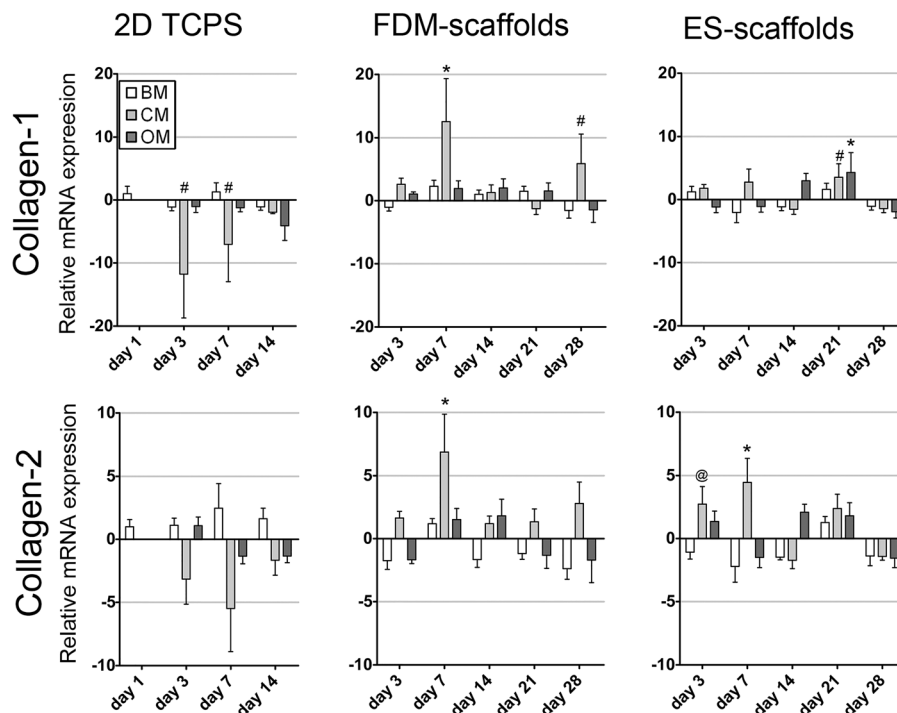 2D TCPS
FDM-scaffolds
ES-scaffolds
Collagen-1
Relative mRNA expreesion
20
10
0
-10
-20
BM
CM
OM
#
#
day 1
day 3
day 7
day 14
20
10
0
-10
-20
*
#
day 3
day 7
day 14
day 21
day 28
20
10
0
-10
-20
#
*
day 3
day 7
day 14
day 21
day 28
Collagen-2
Relative mRNA expression
10
5
0
-5
-10
day 1
day 3
day 7
day 14
10
5
0
-5
-10
*
day 3
day 7
day 14
day 21
day 28
10
5
0
-5
-10
@
*
day 3
day 7
day 14
day 21
day 28